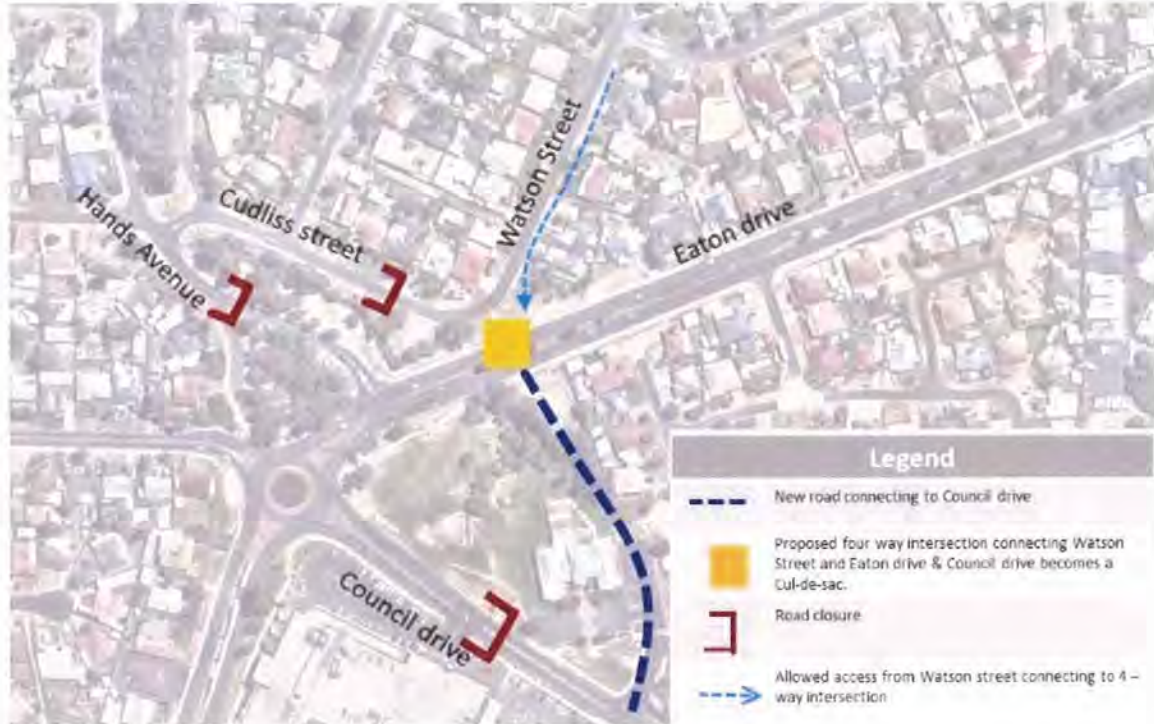 Hands Avenue
Cudliss street
Watson Street
Eaton drive
Council drive
Legend
New road connecting to Council drive
Proposed four way intersection connecting Watson
Street and Eaton drive & Council drive becomes a
Cul-de-sac.
Road closure
Allowed access from Watson street connecting to 4 –
way intersection